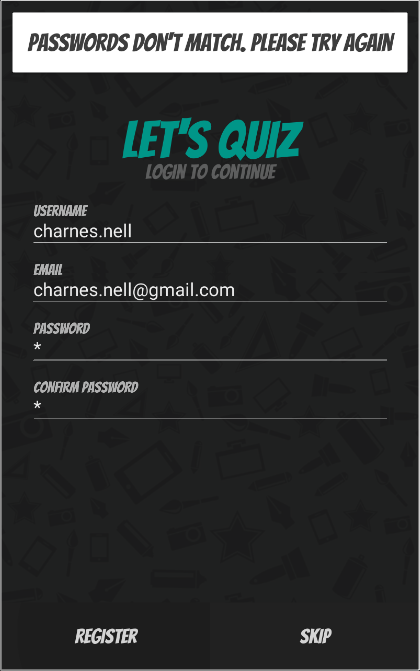 PASSWORDS DON'T MATCH. PLEASE TRY AGAIN
LET'S QUIZ
LOGIN TO CONTINUE
USERNAME
charnes.nell
EMAIL
charnes.nell@gmail.com
PASSWORD
*
CONFIRM PASSWORD
*
REGISTER SKIP